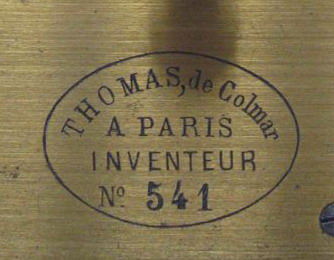 THOMAS, de Colmar
A PARIS
INVENTEUR
Nº 541